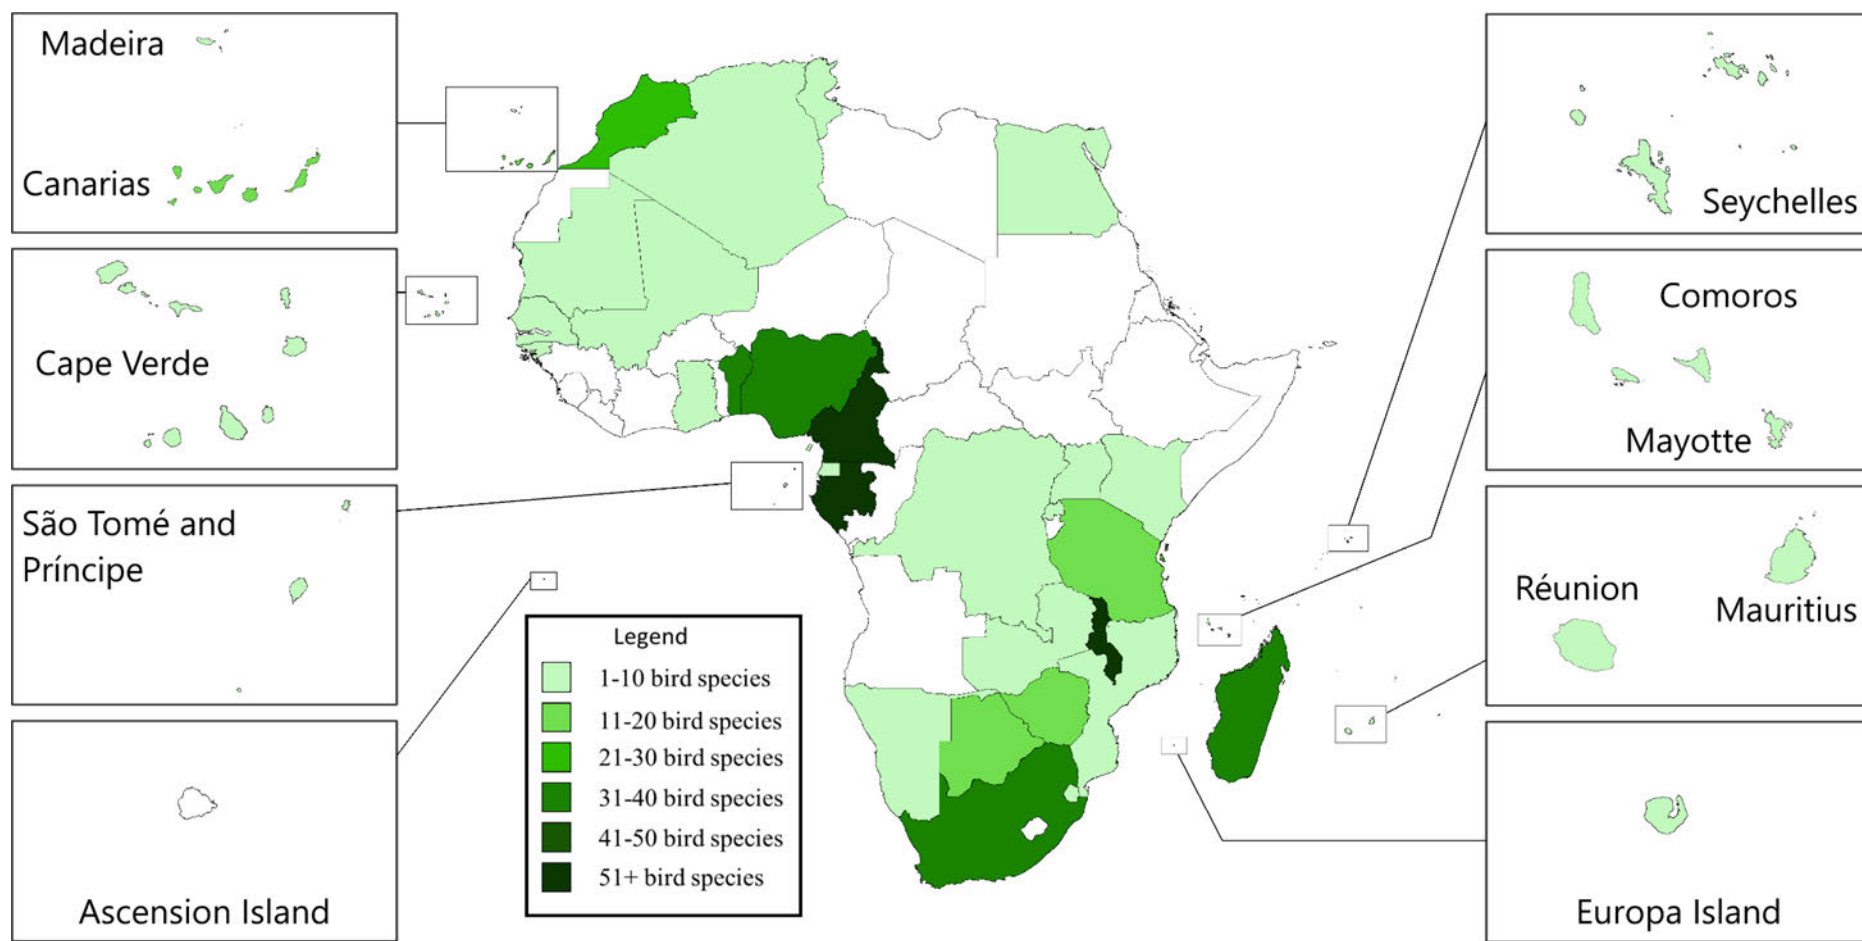 Madeira
Canarias
Cape Verde
São Tomé and
Príncipe
Ascension Island
Legend
1-10 bird species
11-20 bird species
21-30 bird species
31-40 bird species
41-50 bird species
51+ bird species
Seychelles
Comoros
Mayotte
Réunion
Mauritius
Europa Island